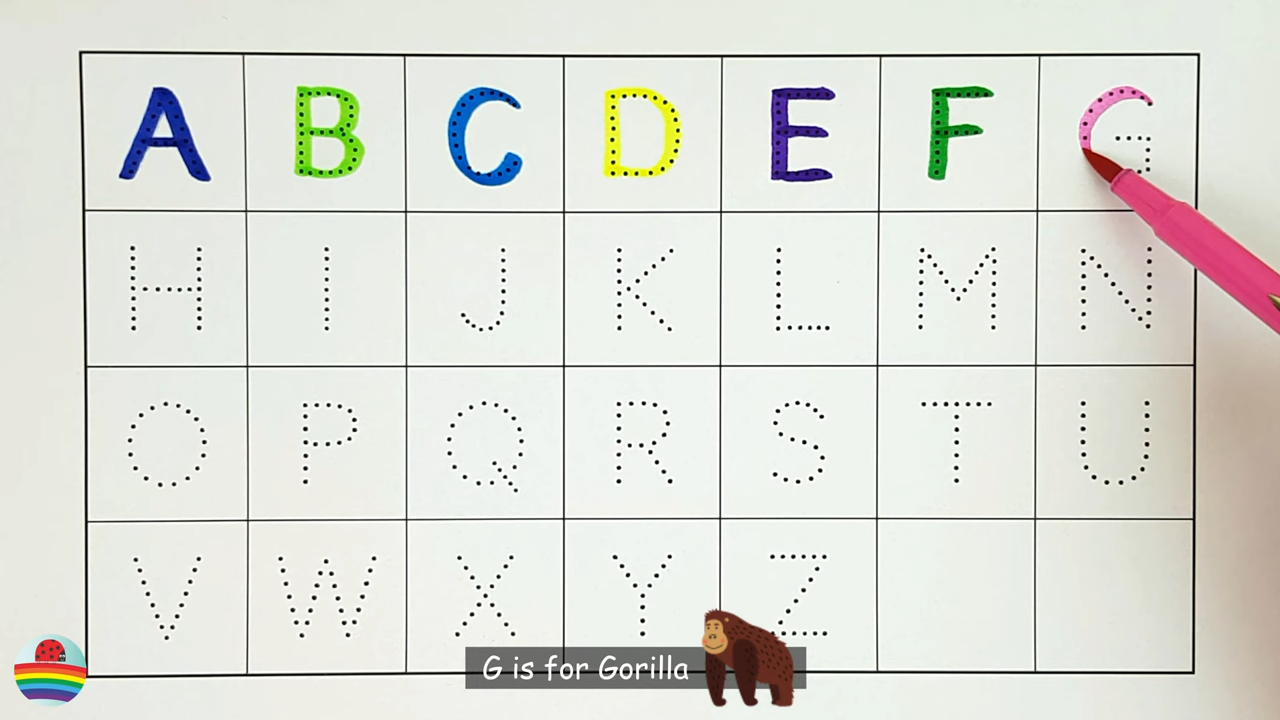 A B C D E F G
H I J K L M N
O P Q R S T U
V W X Y Z
G is for Gorilla